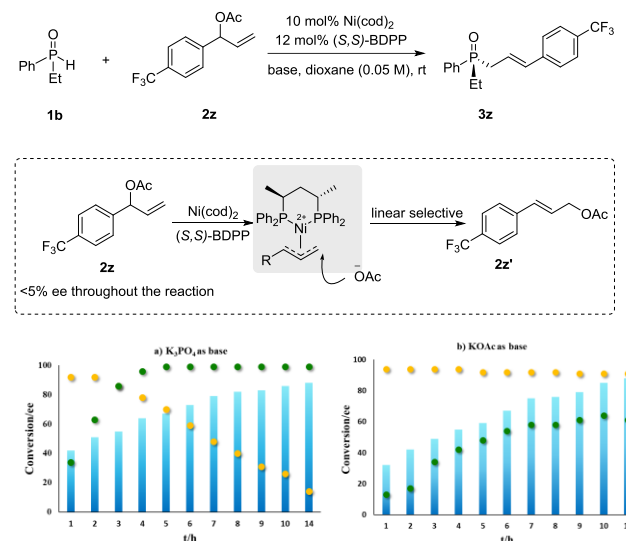 OAc
O
P
H
Ph
Et
1b
+
CF3
2z
10 mol% Ni(cod)2
12 mol% (S,S)-BDPP
base, dioxane (0.05 M), rt
O
Ph
P
Et
CF3
3z
OAc
CF3
2z
<5% ee throughout the reaction
Ni(cod)2
(S,S)-BDPP
Ph2P
PPh2
2+
Ni
R
OAc
linear selective
OAc
F3C
2z'
a) K3PO4 as base
Conversion/ee
100
80
60
40
20
0
1 2 3 4 5 6 7 8 9 10 14
t/h
b) KOAc as base
Conversion/ee
100
80
60
40
20
0
1 2 3 4 5 6 7 8 9 10 1
t/h